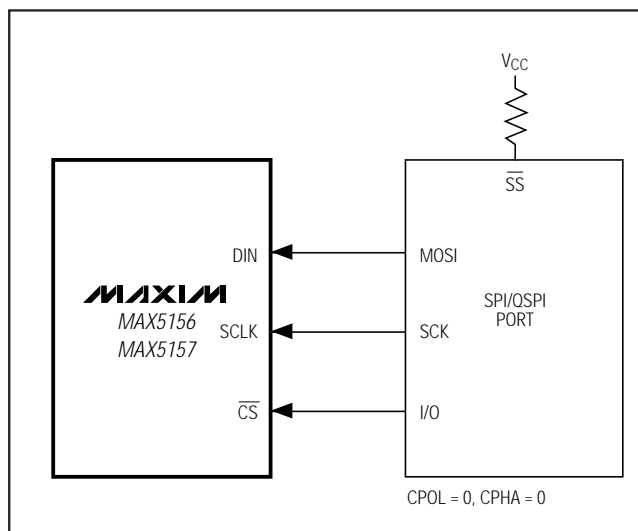 VCC
SS
DIN
MOSI
MAXIM
MAX5156
MAX5157
SPI/QSPI
PORT
SCLK
SCK
CS
I/O
CPOL = 0, CPHA = 0